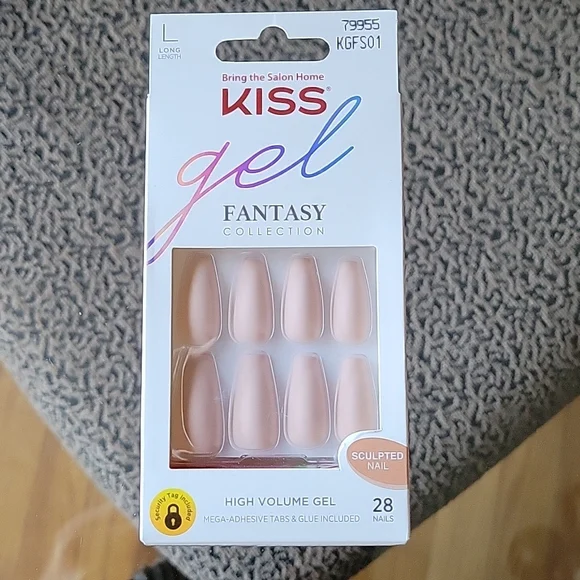 L
LONG
LENGTH
79955
KGFS01
Bring the Salon Home
KISS®
gel
FANTASY
COLLECTION
SCULPTED
NAIL
Security Tag Included
HIGH VOLUME GEL
MEGA-ADHESIVE TABS & GLUE INCLUDED
28
NAILS